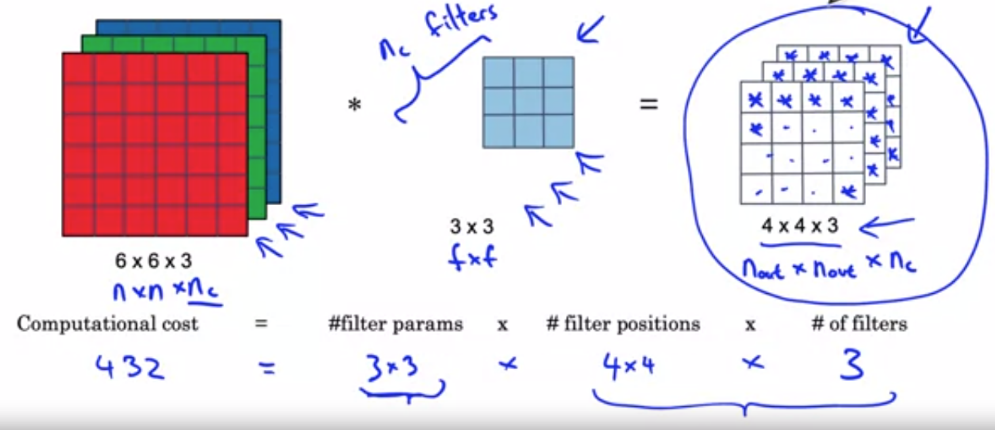 n_c filters
*
=
6 x 6 x 3
n x n x n_c
3 x 3
f x f
4 x 4 x 3
n_out x n_out x n_c
Computational cost = #filter params x # filter positions x # of filters
432 = 3x3 x 4x4 x 3